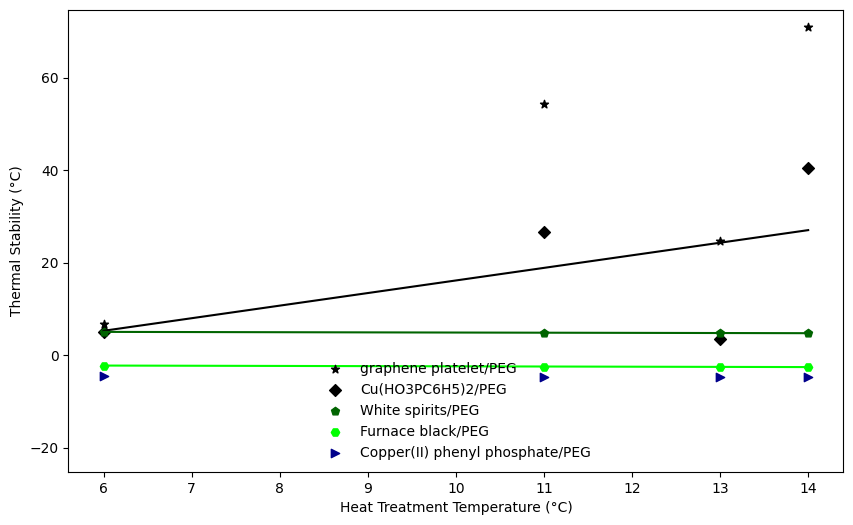 60
40
20
0
−20
Thermal Stability (°C)
graphene platelet/PEG
Cu(HO3PC6H5)2/PEG
White spirits/PEG
Furnace black/PEG
Copper(II) phenyl phosphate/PEG
6 7 8 9 10 11 12 13 14
Heat Treatment Temperature (°C)